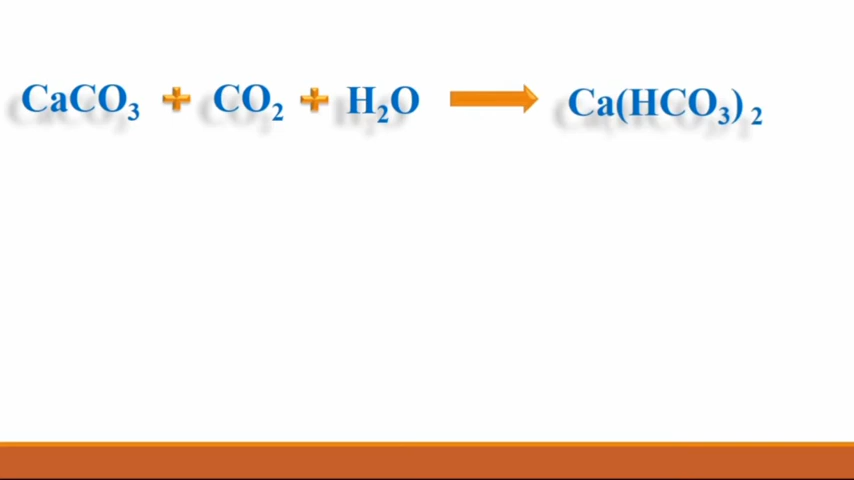 CaCO₃ + CO₂ + H₂O → Ca(HCO₃)₂